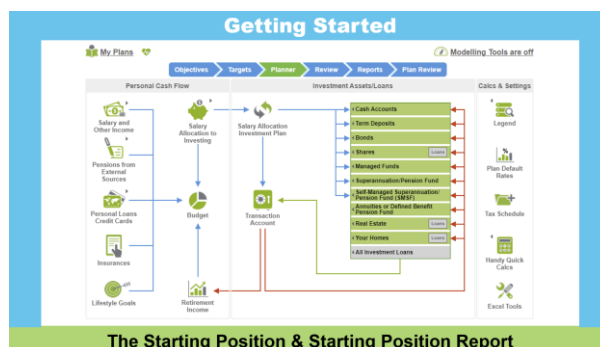 Getting Started
My Plans
Modelling Tools are off
Objectives
Targets
Planner
Review
Reports
Plan Review
Personal Cash Flow
Investment Assets/Loans
Calcs & Settings
Salary and
Other Income
Pensions from
External
Sources
Personal Loans
Credit Cards
Insurances
Lifestyle Goals
Salary
Allocation to
Investing
Budget
Retirement
Income
Salary Allocation
Investment Plan
Transaction
Account
Cash Accounts
Term Deposits
Bonds
Shares
Loans
Managed Funds
Superannuation/Pension Fund
Self-Managed Superannuation/
Pension Fund (SMSF)
Annuities or Defined Benefit
Pension Fund
Real Estate
Loans
Your Homes
Loans
All Investment Loans
Legend
Plan Default
Rates
Tax Schedule
Handy Quick
Calcs
Excel Tools
The Starting Position & Starting Position Report